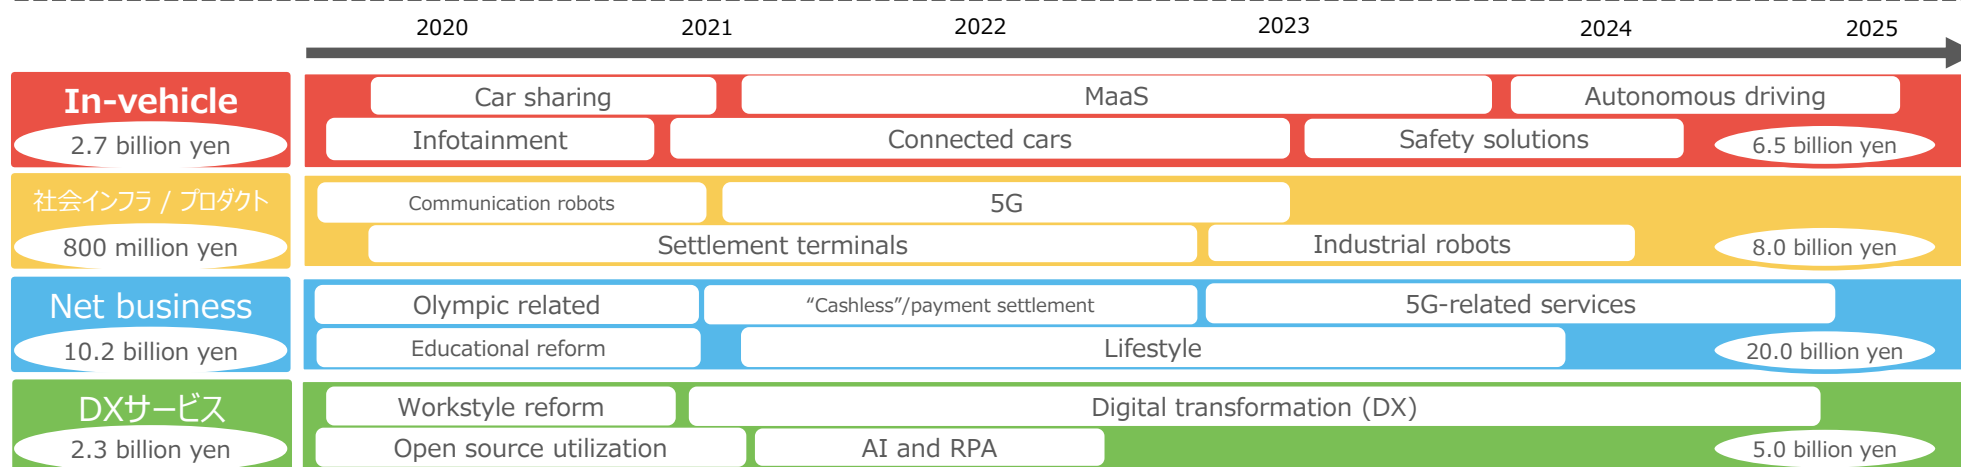 2020 2021 2022 2023 2024 2025
In-vehicle
2.7 billion yen
Car sharing MaaS Autonomous driving
Infotainment Connected cars Safety solutions 6.5 billion yen
社会インフラ / プロダクト
800 million yen
Communication robots 5G
Settlement terminals Industrial robots 8.0 billion yen
Net business
10.2 billion yen
Olympic related “Cashless”/payment settlement 5G-related services
Educational reform Lifestyle 20.0 billion yen
DXサービス
2.3 billion yen
Workstyle reform Digital transformation (DX)
Open source utilization AI and RPA 5.0 billion yen